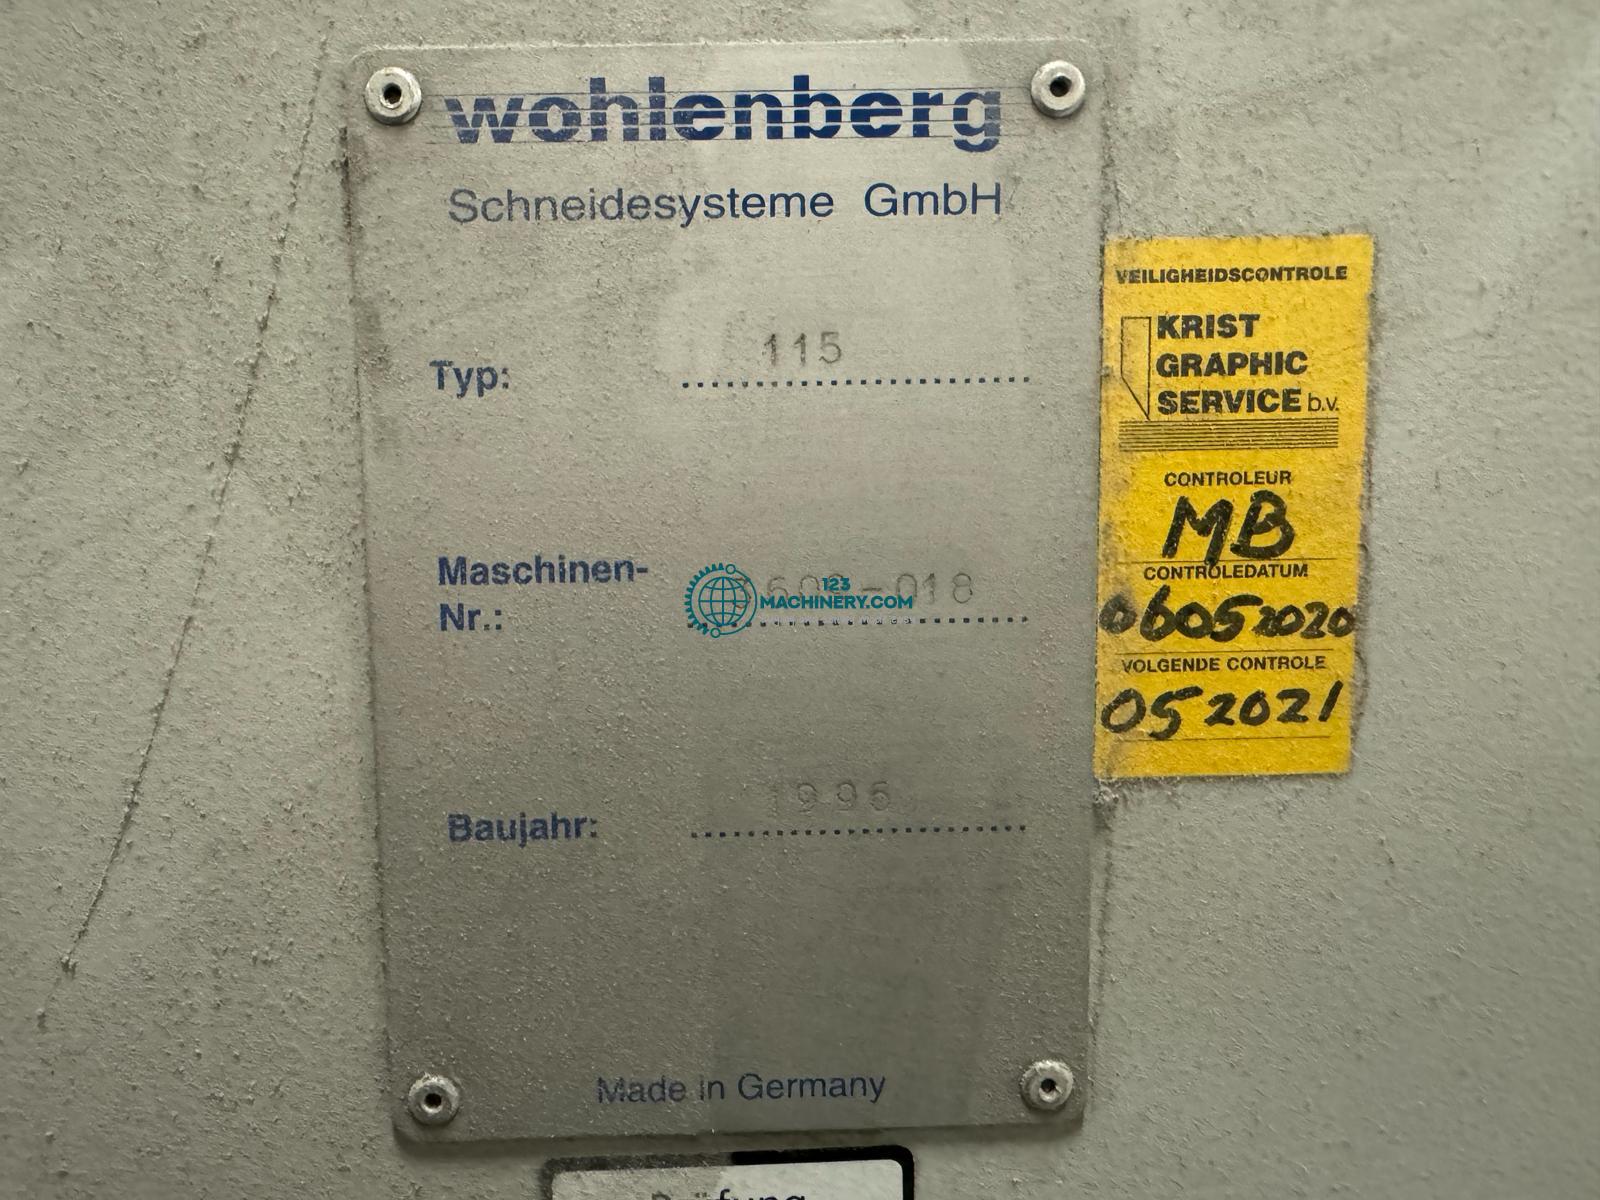 wohlenberg
Schneidesysteme GmbH
Typ: 115
Maschinen-
Nr.:
123
MACHINERY.COM
Baujahr:
Made in Germany
VEILIGHEIDSCONTROLE
KRIST
GRAPHIC
SERVICE b.v.
CONTROLEUR
MB
CONTROLEDATUM
06052020
VOLGENDE CONTROLE
052021